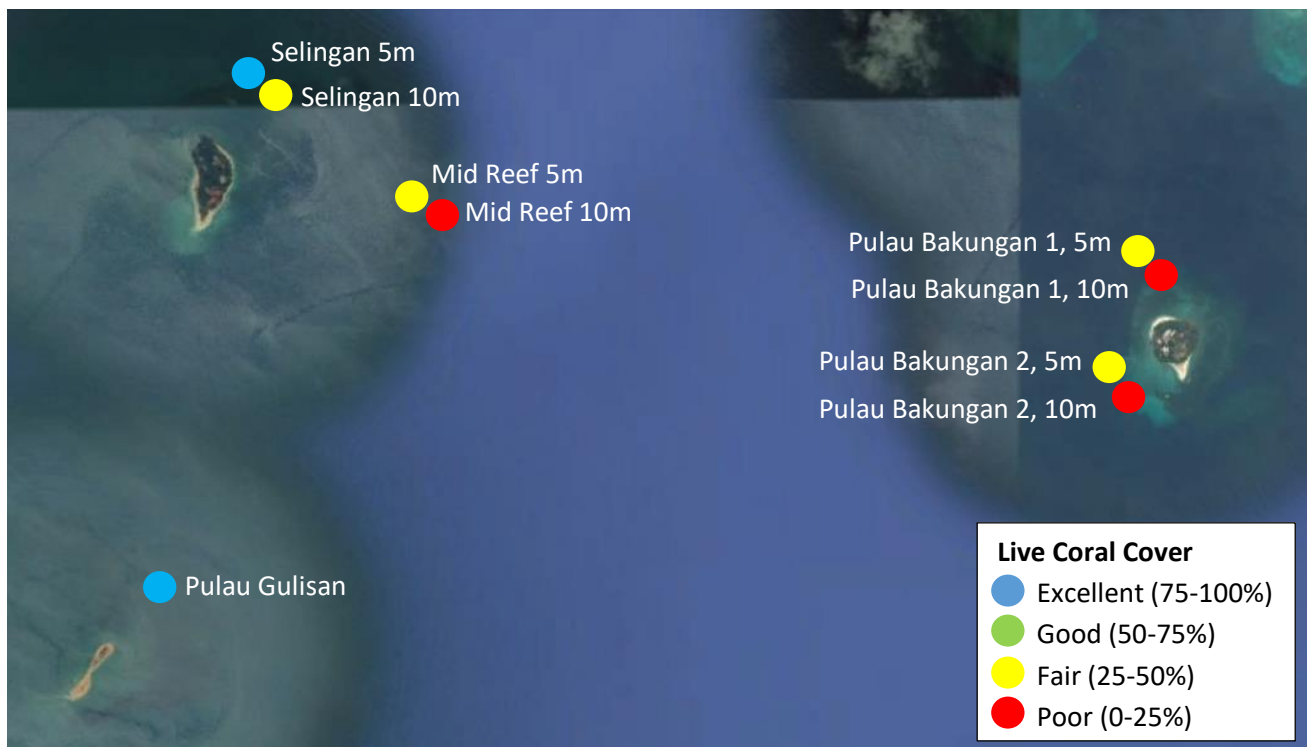 Selingan 5m
Selingan 10m
Mid Reef 5m
Mid Reef 10m
Pulau Bakungan 1, 5m
Pulau Bakungan 1, 10m
Pulau Bakungan 2, 5m
Pulau Bakungan 2, 10m
Pulau Gulisan
Live Coral Cover
Excellent (75-100%)
Good (50-75%)
Fair (25-50%)
Poor (0-25%)